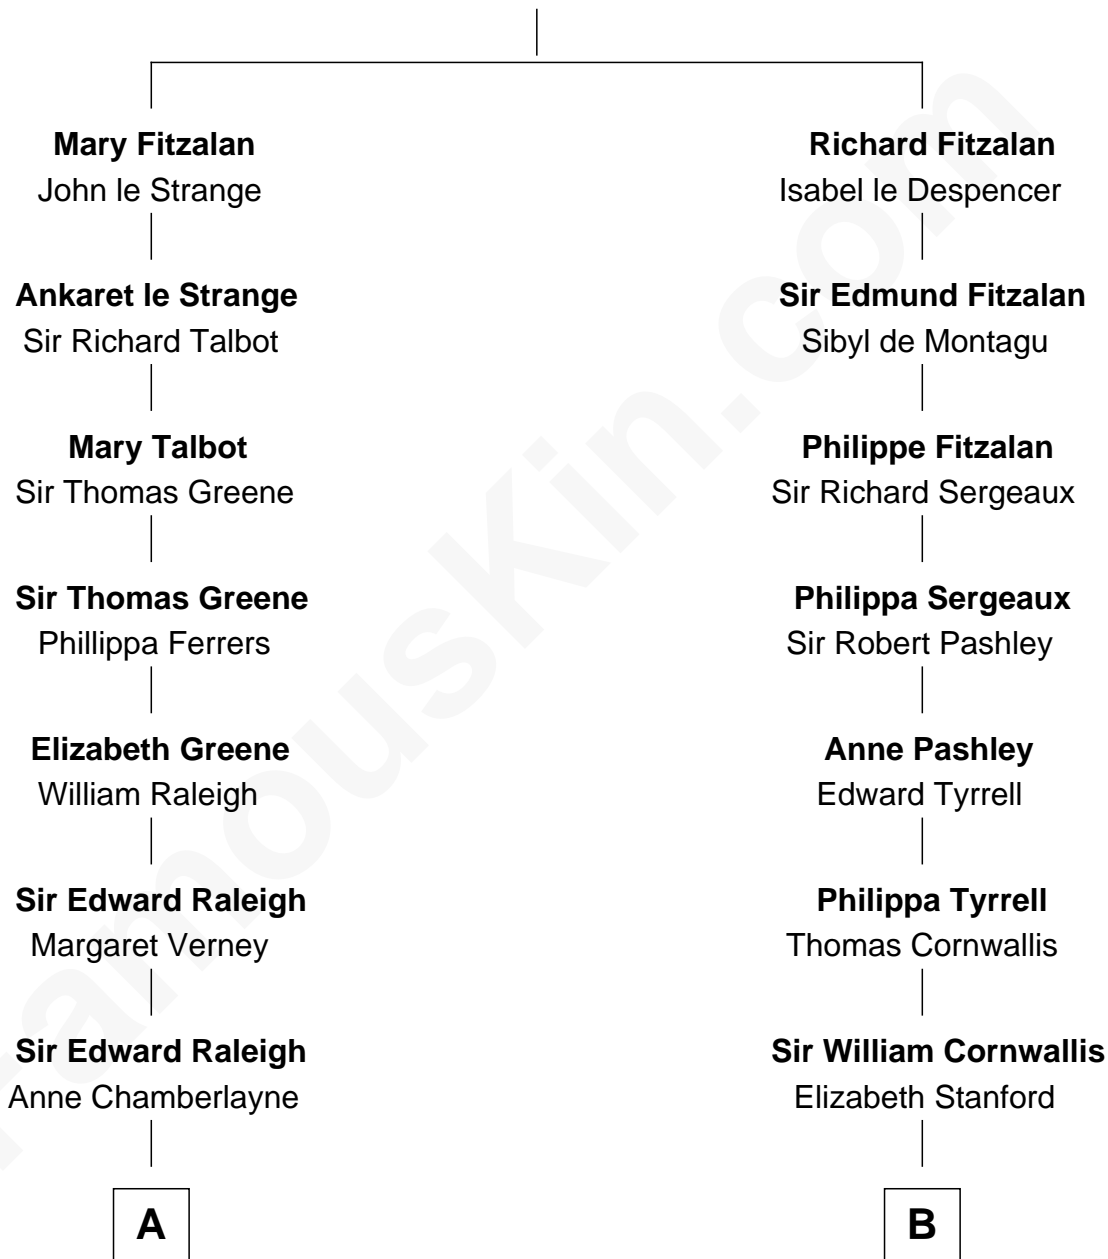 Mary Fitzalan
John le Strange
Ankaret le Strange
Sir Richard Talbot
Mary Talbot
Sir Thomas Greene
Sir Thomas Greene
Phillippa Ferrers
Elizabeth Greene
William Raleigh
Sir Edward Raleigh
Margaret Verney
Sir Edward Raleigh
Anne Chamberlayne
A
Richard Fitzalan
Isabel le Despencer
Sir Edmund Fitzalan
Sibyl de Montagu
Philippe Fitzalan
Sir Richard Sergeaux
Philippa Sergeaux
Sir Robert Pashley
Anne Pashley
Edward Tyrrell
Philippa Tyrrell
Thomas Cornwallis
Sir William Cornwallis
Elizabeth Stanford
B
FamousKin.com